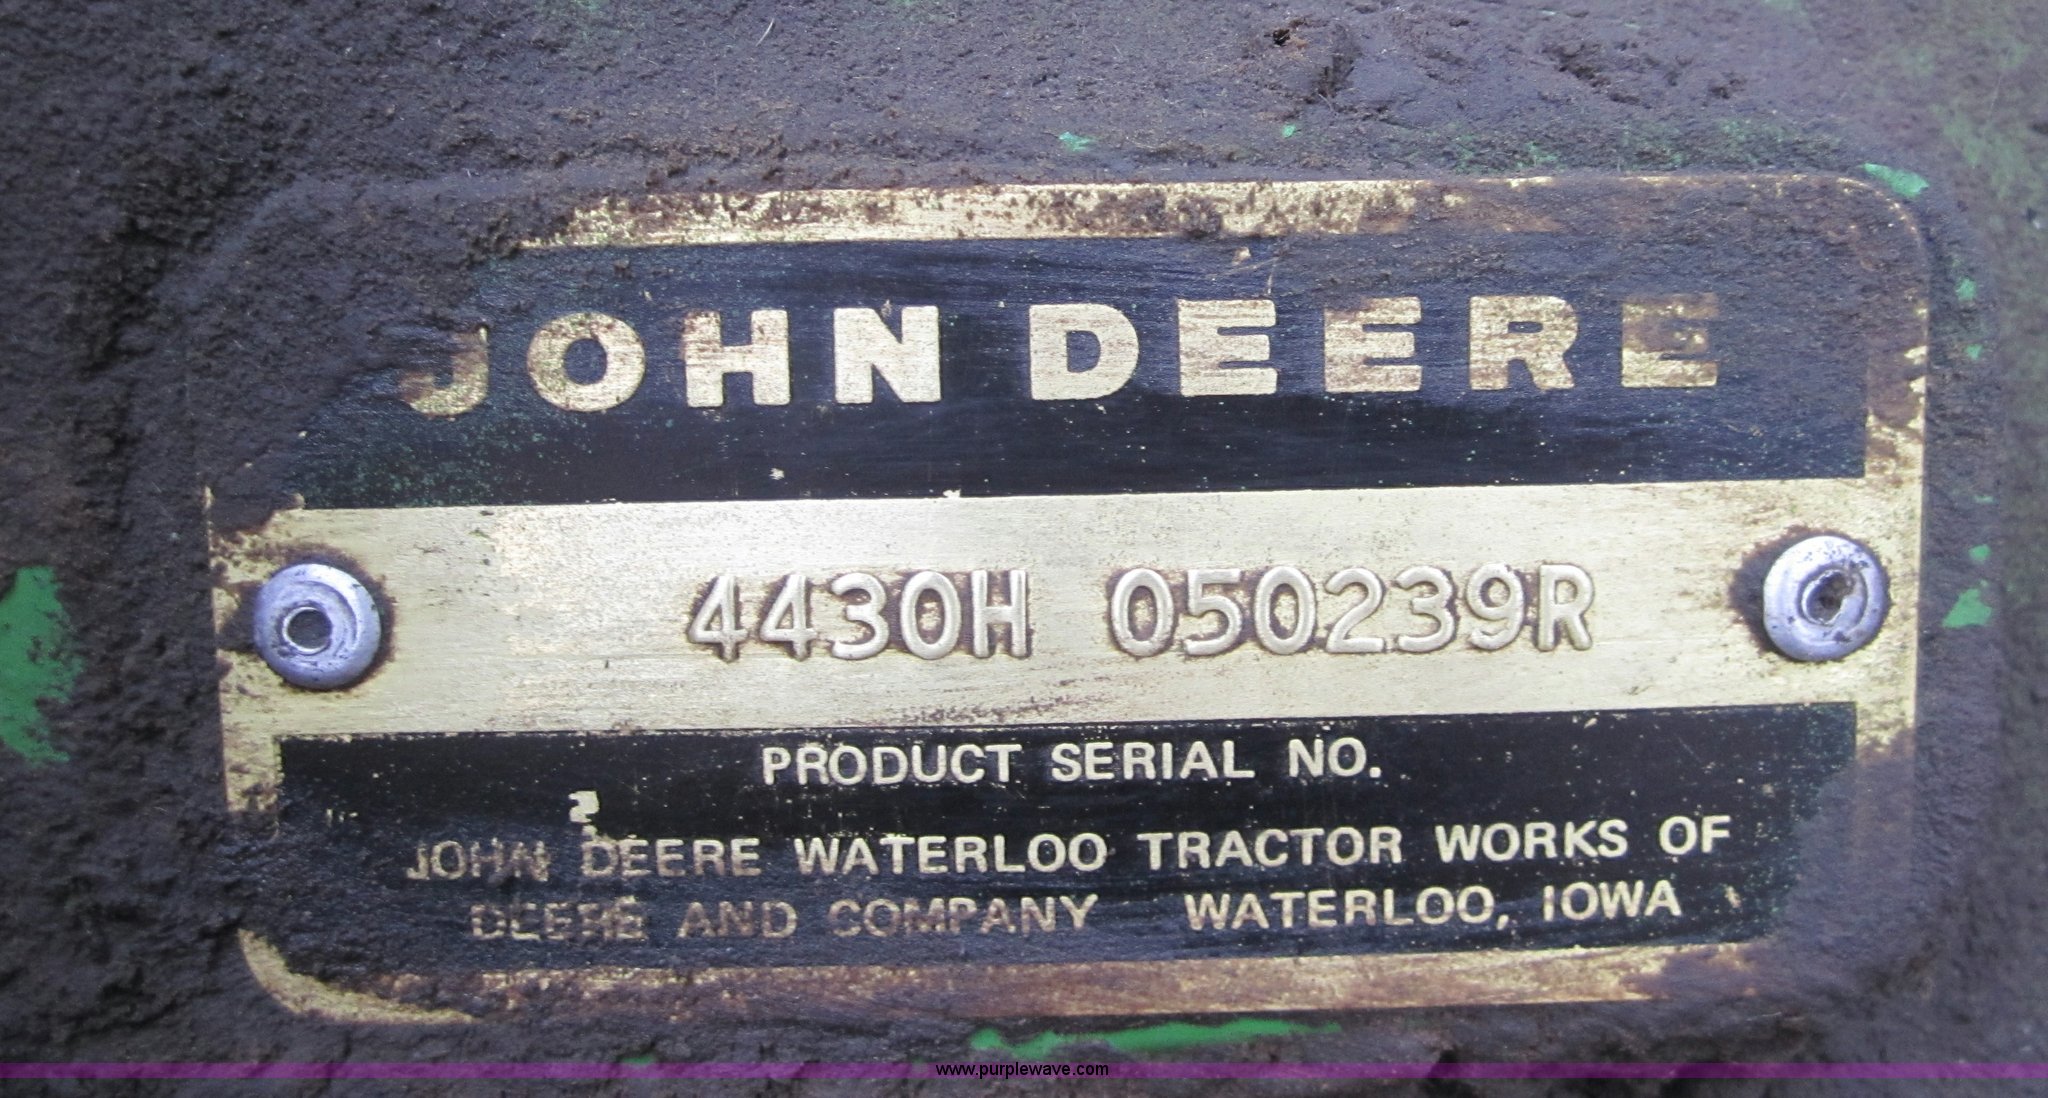 JOHN DEERE
4430H 050239R
PRODUCT SERIAL NO.
JOHN DEERE WATERLOO TRACTOR WORKS OF
DEERE AND COMPANY WATERLOO, IOWA
www.purplewave.com